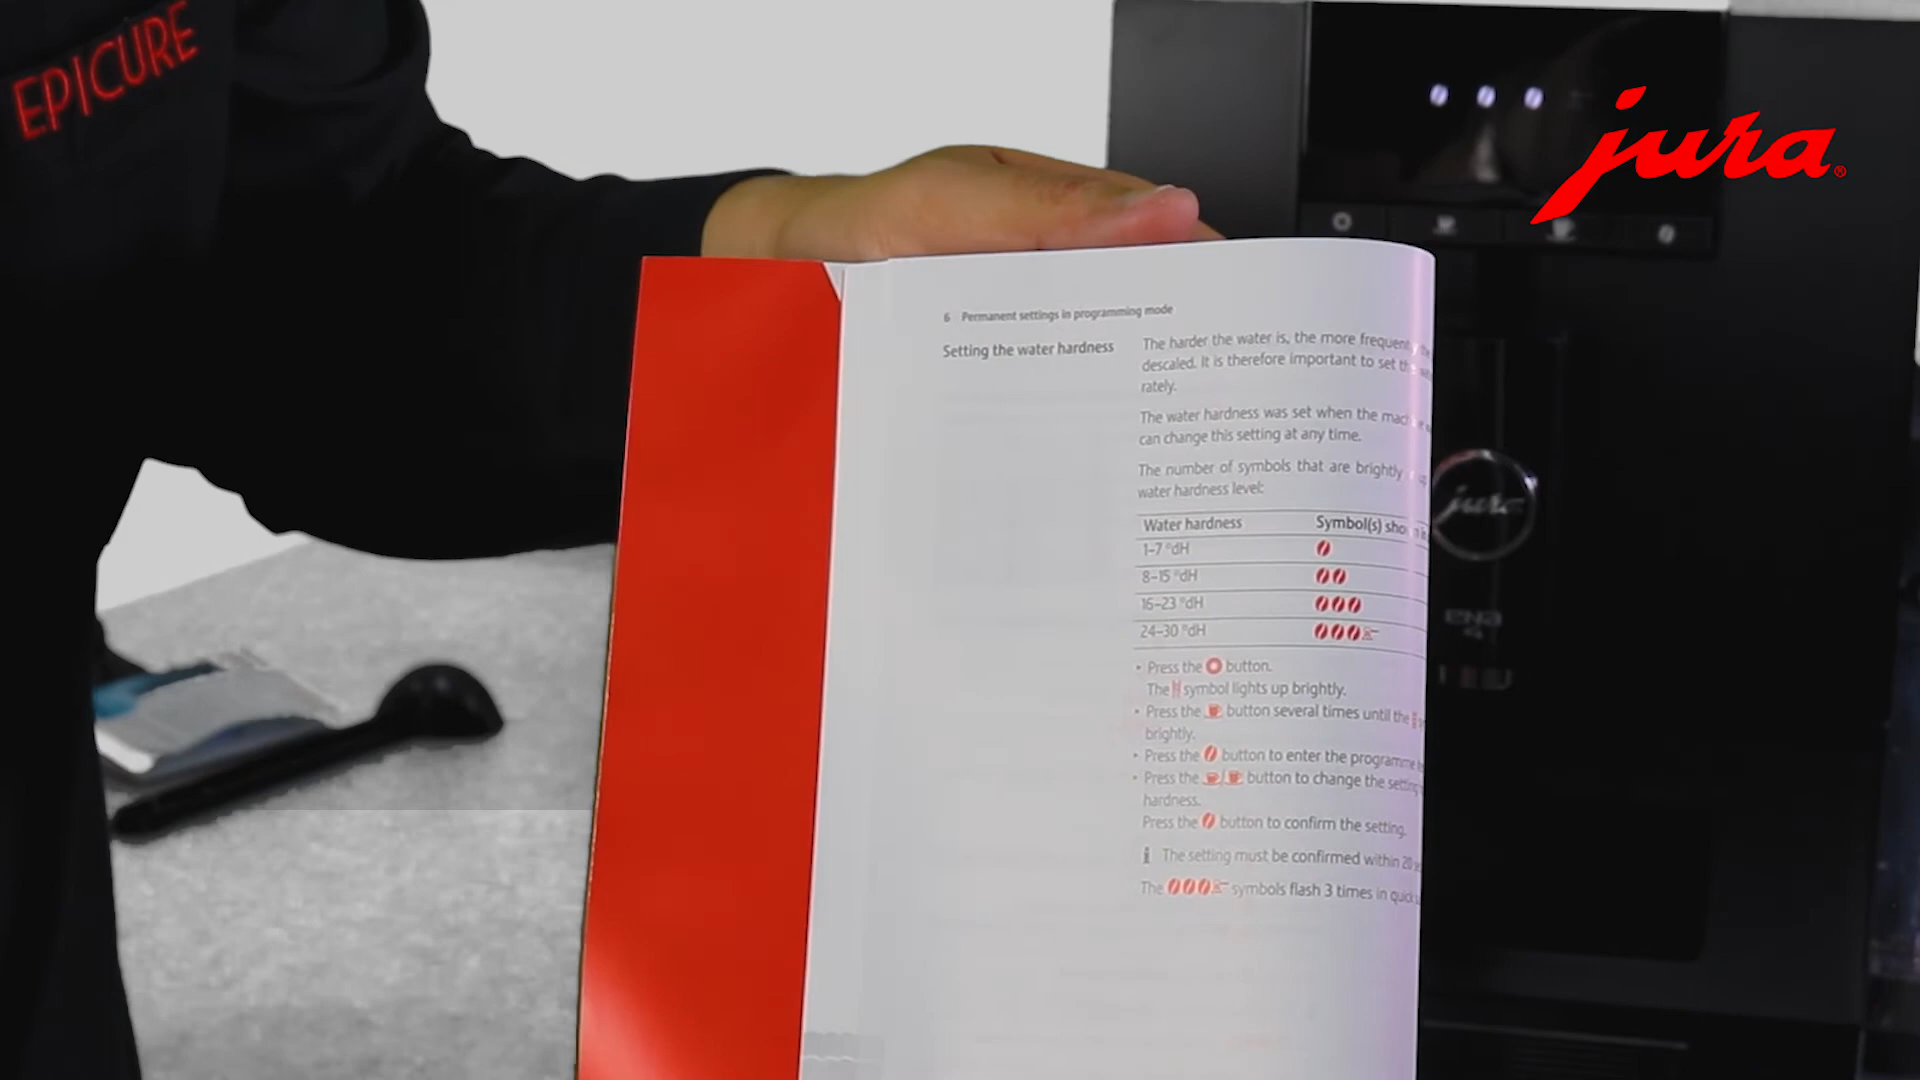 EPICURE
jura®
6 Permanent settings in programming mode
Setting the water hardness
The harder the water is, the more
descaled. It is therefore important to set
rately.
The water hardness was set when the
can change this setting at any time.
The number of symbols that are brightly
water hardness level:
Water hardness Symbol(s)
1–7 °dH
8–15 °dH
16–23 °dH
24–30 °dH
‣ Press the button.
The symbol lights up brightly.
‣ Press the button several times until the
brightly.
‣ Press the button to enter the programme
‣ Press the / button to change the setting
hardness.
Press the button to confirm the setting.
The setting must be confirmed within 20
The symbols flash 3 times in
jura
ena
4